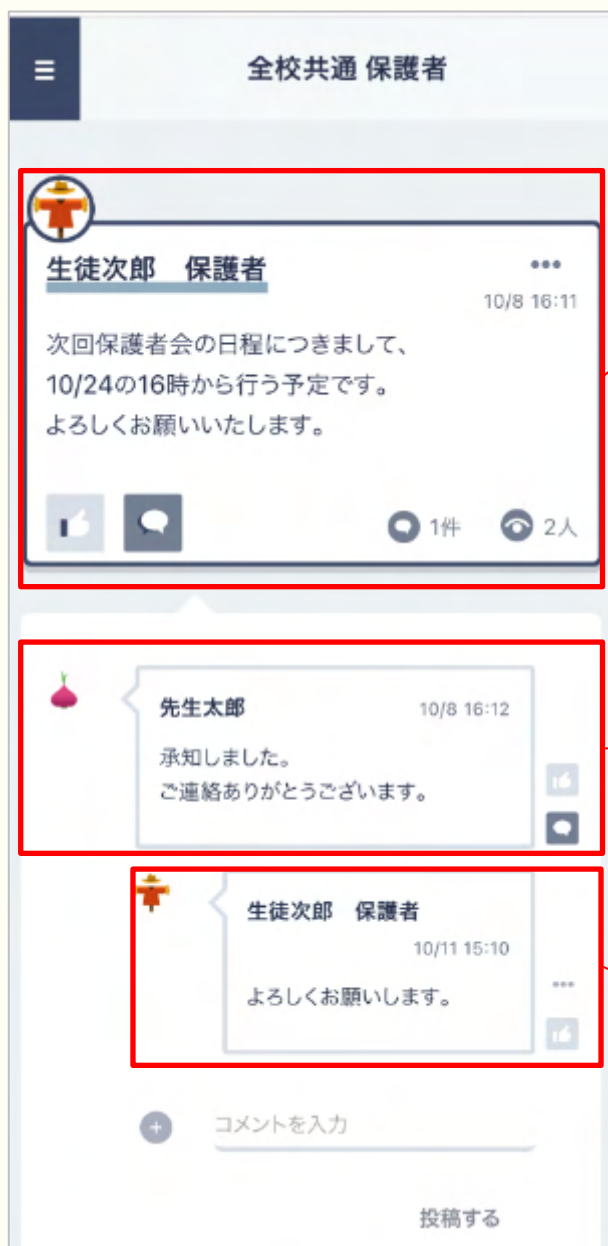 全校共通 保護者
生徒次郎　保護者
10/8 16:11
次回保護者会の日程につきまして、
10/24の16時から行う予定です。
よろしくお願いいたします。
1件
2人
先生太郎
10/8 16:12
承知しました。
ご連絡ありがとうございます。
生徒次郎　保護者
10/11 15:10
よろしくお願いします。
コメントを入力
投稿する